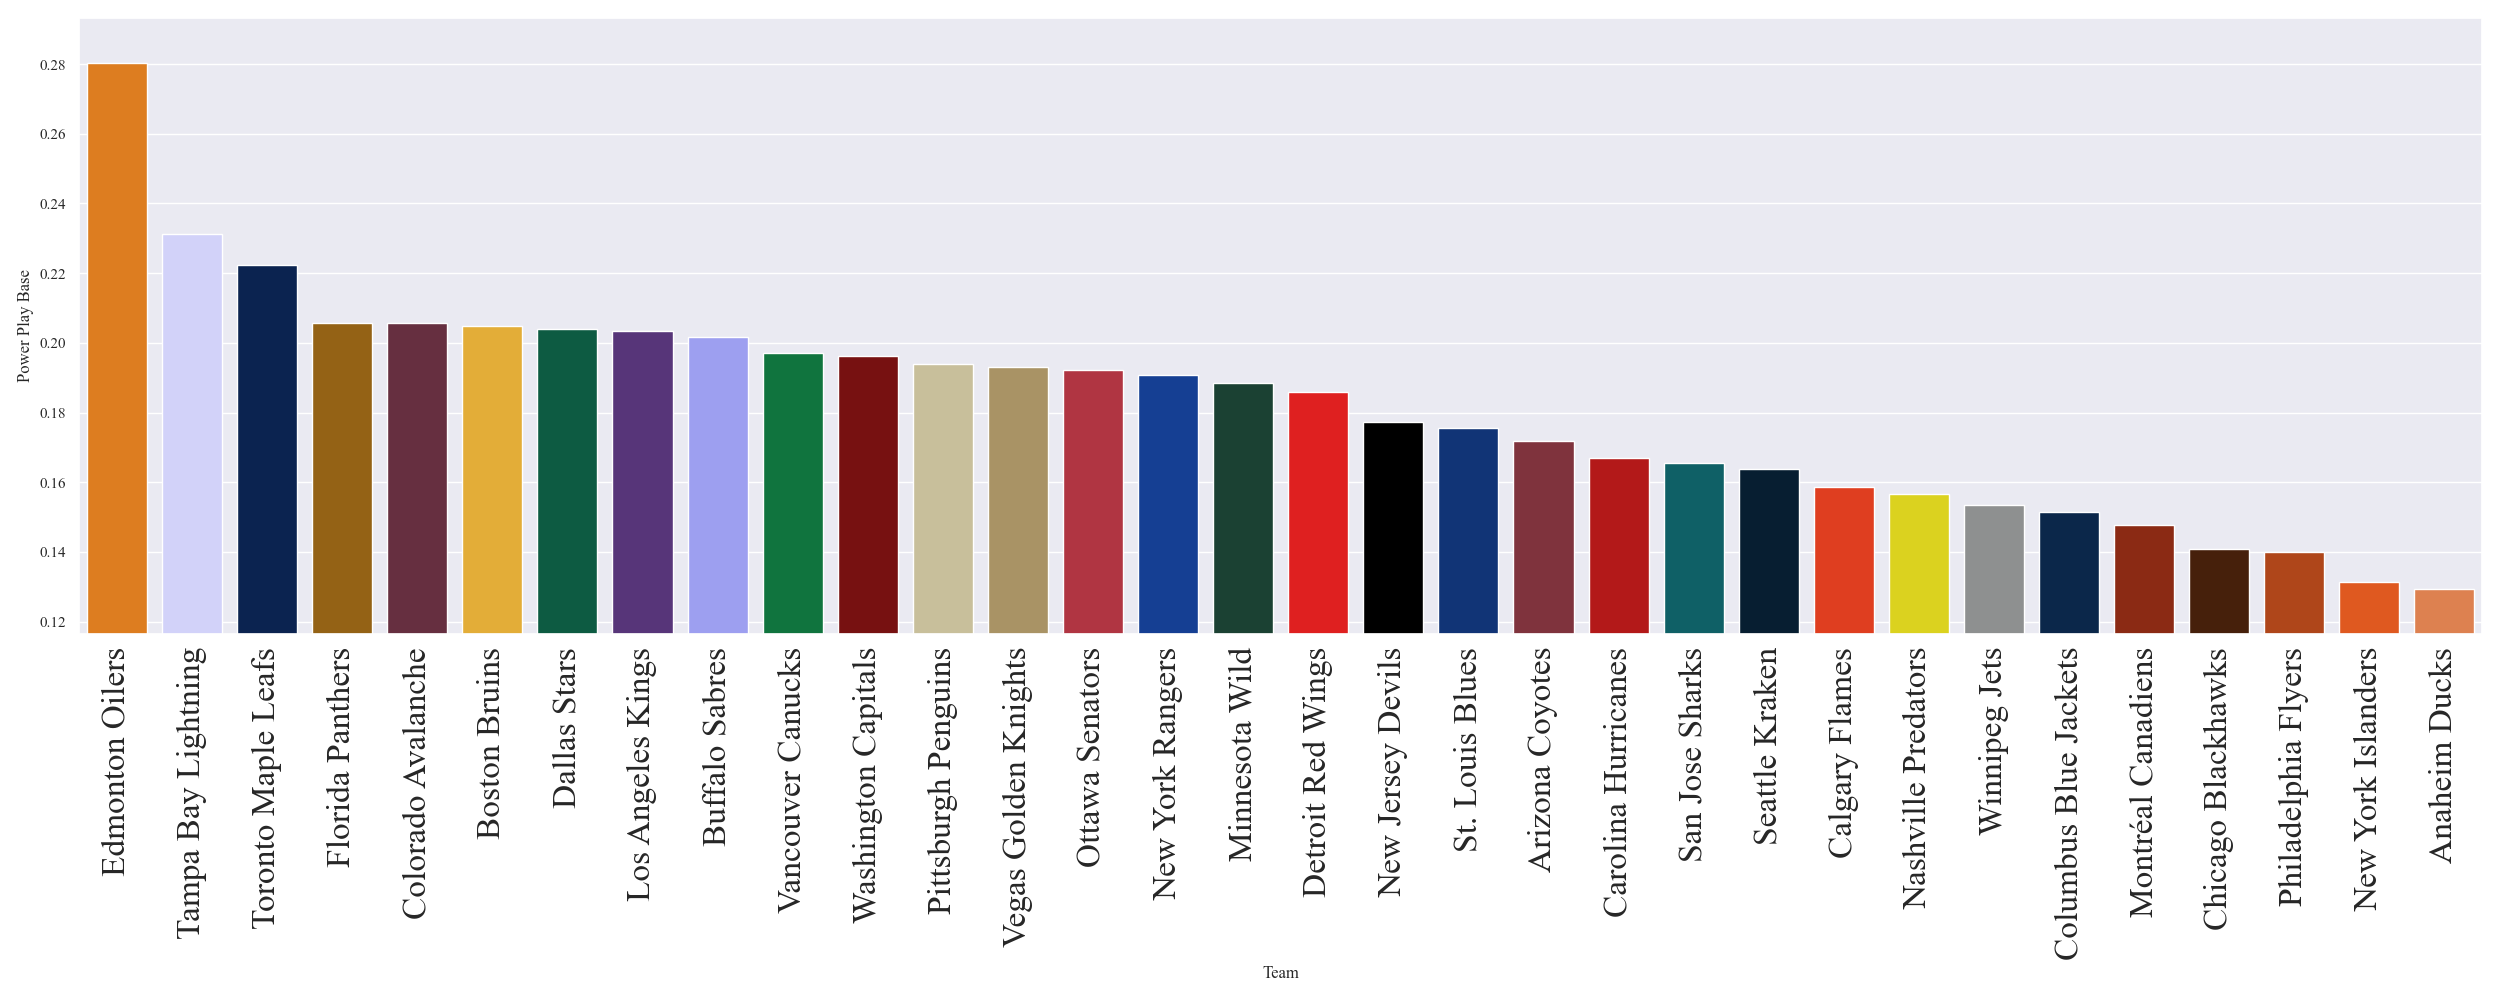 0.28
0.26
0.24
0.22
0.20
0.18
0.16
0.14
0.12
Power Play Base
Edmonton Oilers
Tampa Bay Lightning
Toronto Maple Leafs
Florida Panthers
Colorado Avalanche
Boston Bruins
Dallas Stars
Los Angeles Kings
Buffalo Sabres
Vancouver Canucks
Washington Capitals
Pittsburgh Penguins
Vegas Golden Knights
Ottawa Senators
New York Rangers
Minnesota Wild
Detroit Red Wings
New Jersey Devils
St. Louis Blues
Arizona Coyotes
Carolina Hurricanes
San Jose Sharks
Seattle Kraken
Calgary Flames
Nashville Predators
Winnipeg Jets
Columbus Blue Jackets
Montréal Canadiens
Chicago Blackhawks
Philadelphia Flyers
New York Islanders
Anaheim Ducks
Team